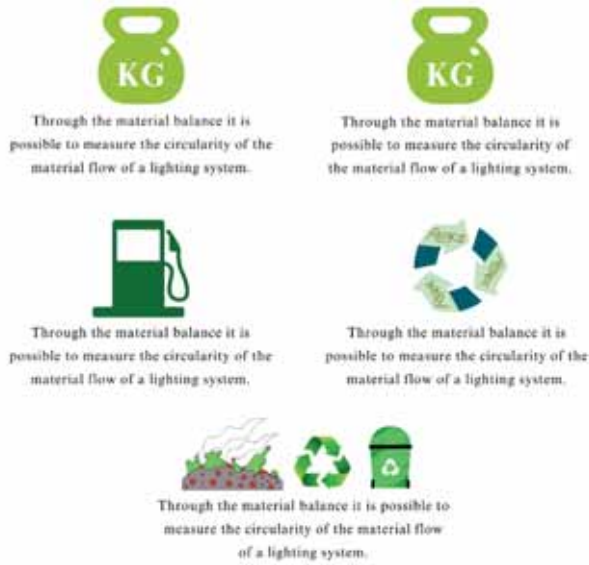 KG
KG
Through the material balance it is
possible to measure the circularity of the
material flow of a lighting system.
Through the material balance it is
possible to measure the circularity of
the material flow of a lighting system.
Through the material balance it is
possible to measure the circularity of the
material flow of a lighting system.
Through the material balance it is
possible to measure the circularity of the
material flow of a lighting system.
Through the material balance it is possible to
measure the circularity of the material flow
of a lighting system.